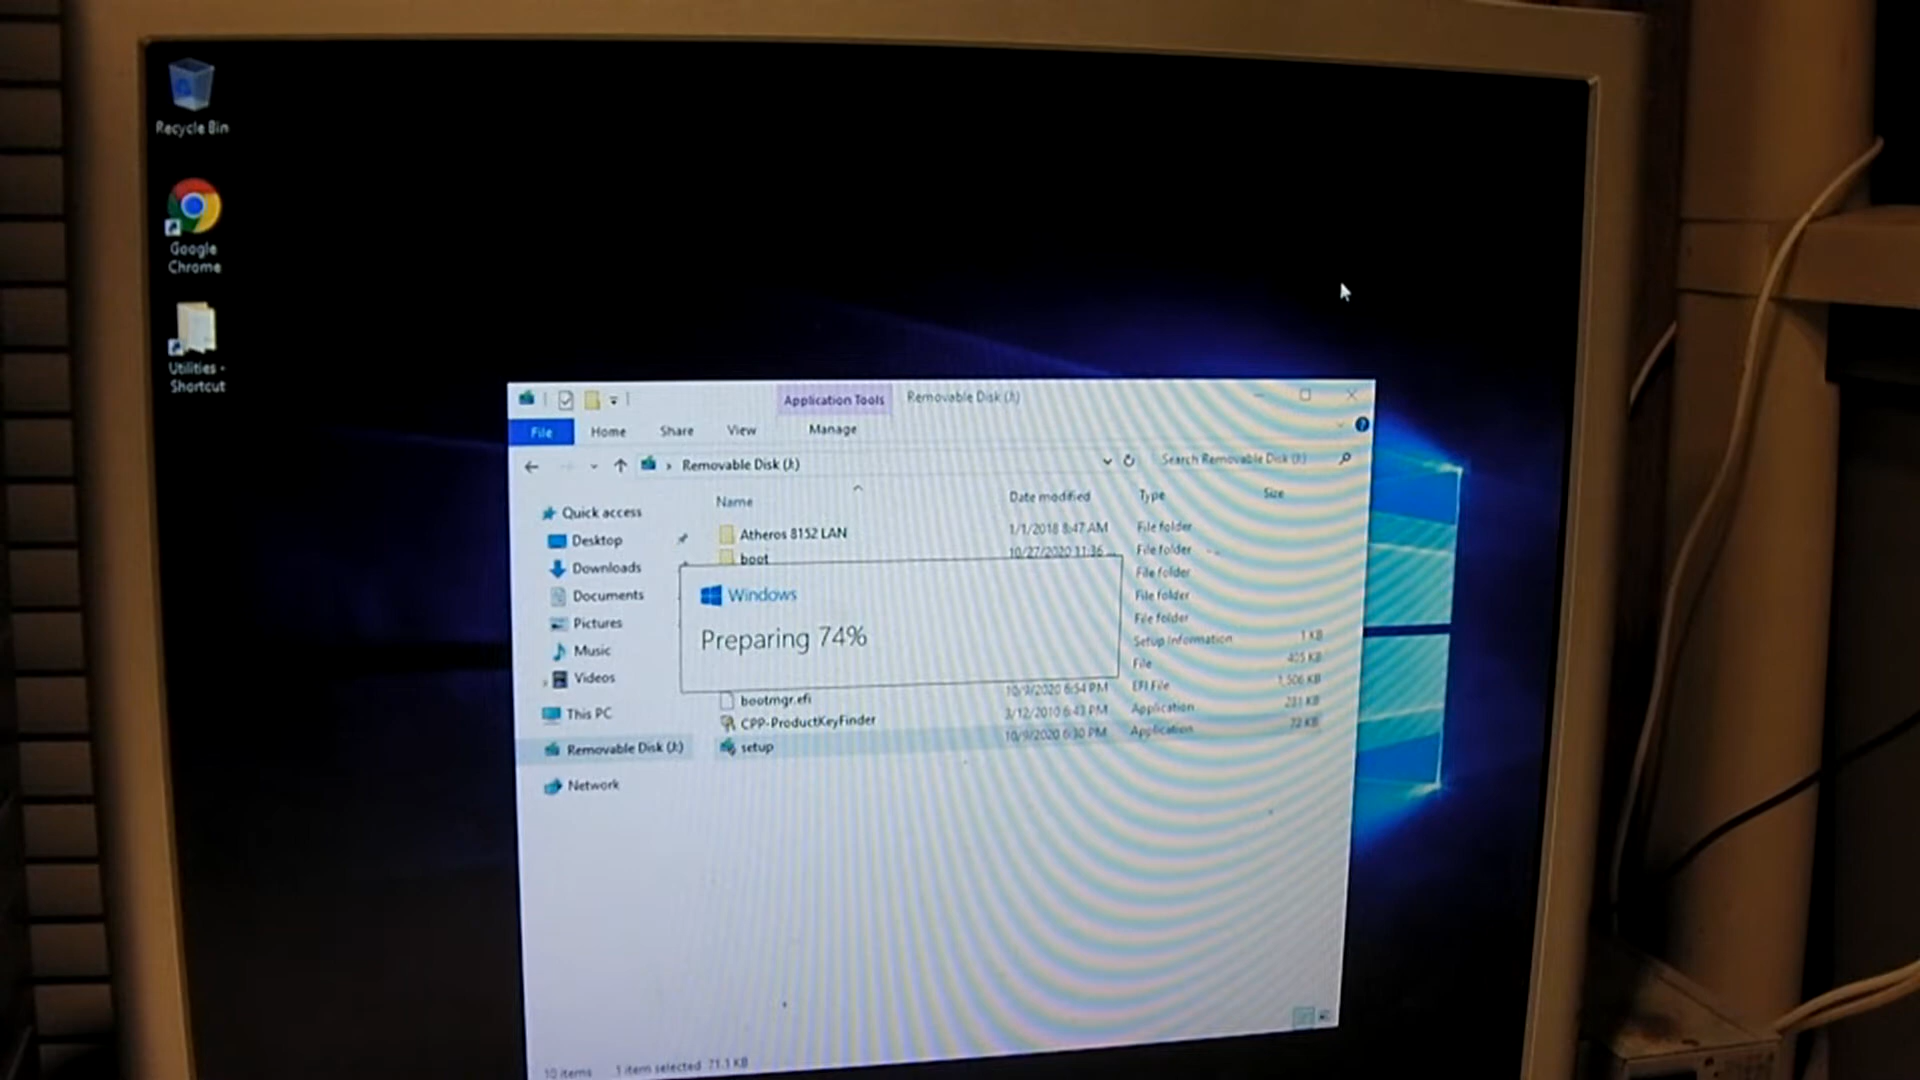 Recycle Bin
Google
Chrome
Utilities -
Shortcut
Application Tools
Removable Disk (J:)
File
Home
Share
View
Manage
Removable Disk (J:)
Search Removable Disk (J:)
Name
Date modified
Type
Size
Quick access
Desktop
Downloads
Documents
Pictures
Music
Videos
This PC
Removable Disk (J:)
Network
Atheros 8152 LAN
1/1/2018 8:47 AM
File folder
boot
10/27/2020 11:36 ...
File folder
File folder
File folder
File folder
Setup Information
1 KB
File
405 KB
Windows
Preparing 74%
bootmgr.efi
10/9/2020 6:54 PM
EFI File
1,506 KB
CPP-ProductKeyFinder
3/12/2010 6:43 PM
Application
setup
10/9/2020 6:30 PM
Application
10 items
1 item selected 71.1 KB